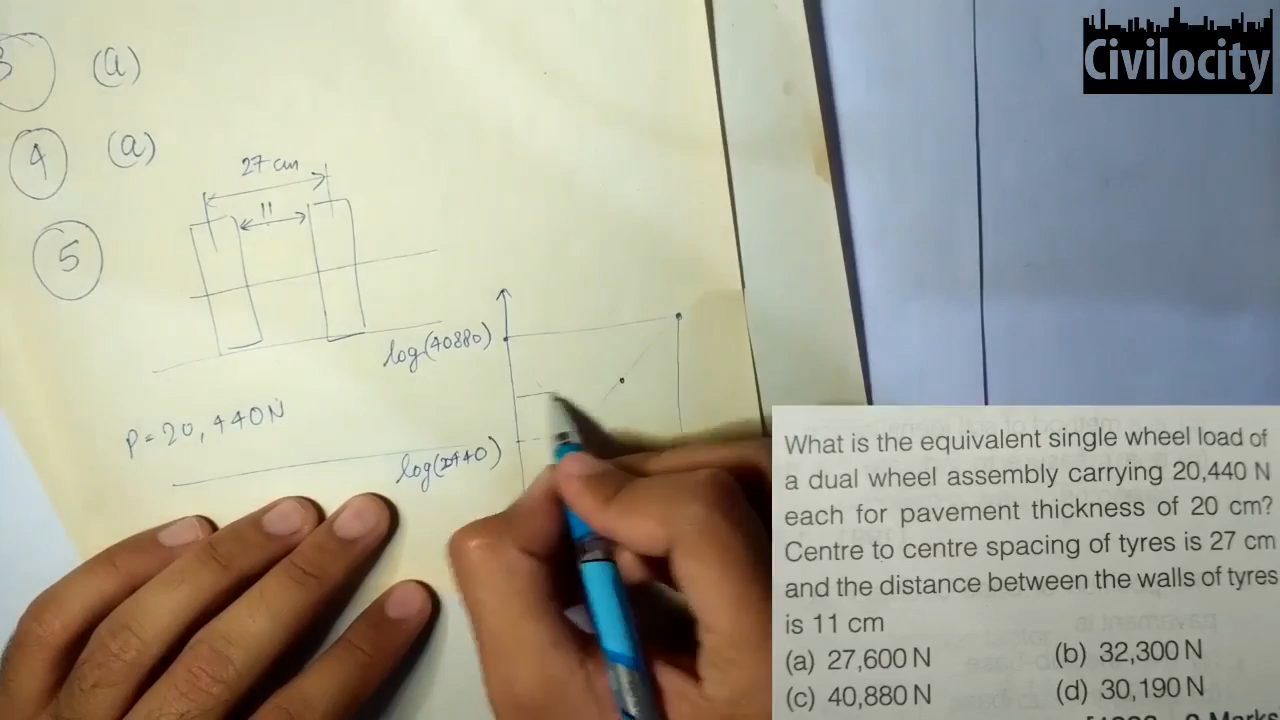 Civilocity
3 (a)
4 (a)
27 cm
11
5
log(40880)
P = 20,440N
What is the equivalent single wheel load of
a dual wheel assembly carrying 20,440 N
each for pavement thickness of 20 cm?
Centre to centre spacing of tyres is 27 cm
and the distance between the walls of tyres
is 11 cm
(a) 27,600 N (b) 32,300 N
(c) 40,880 N (d) 30,190 N